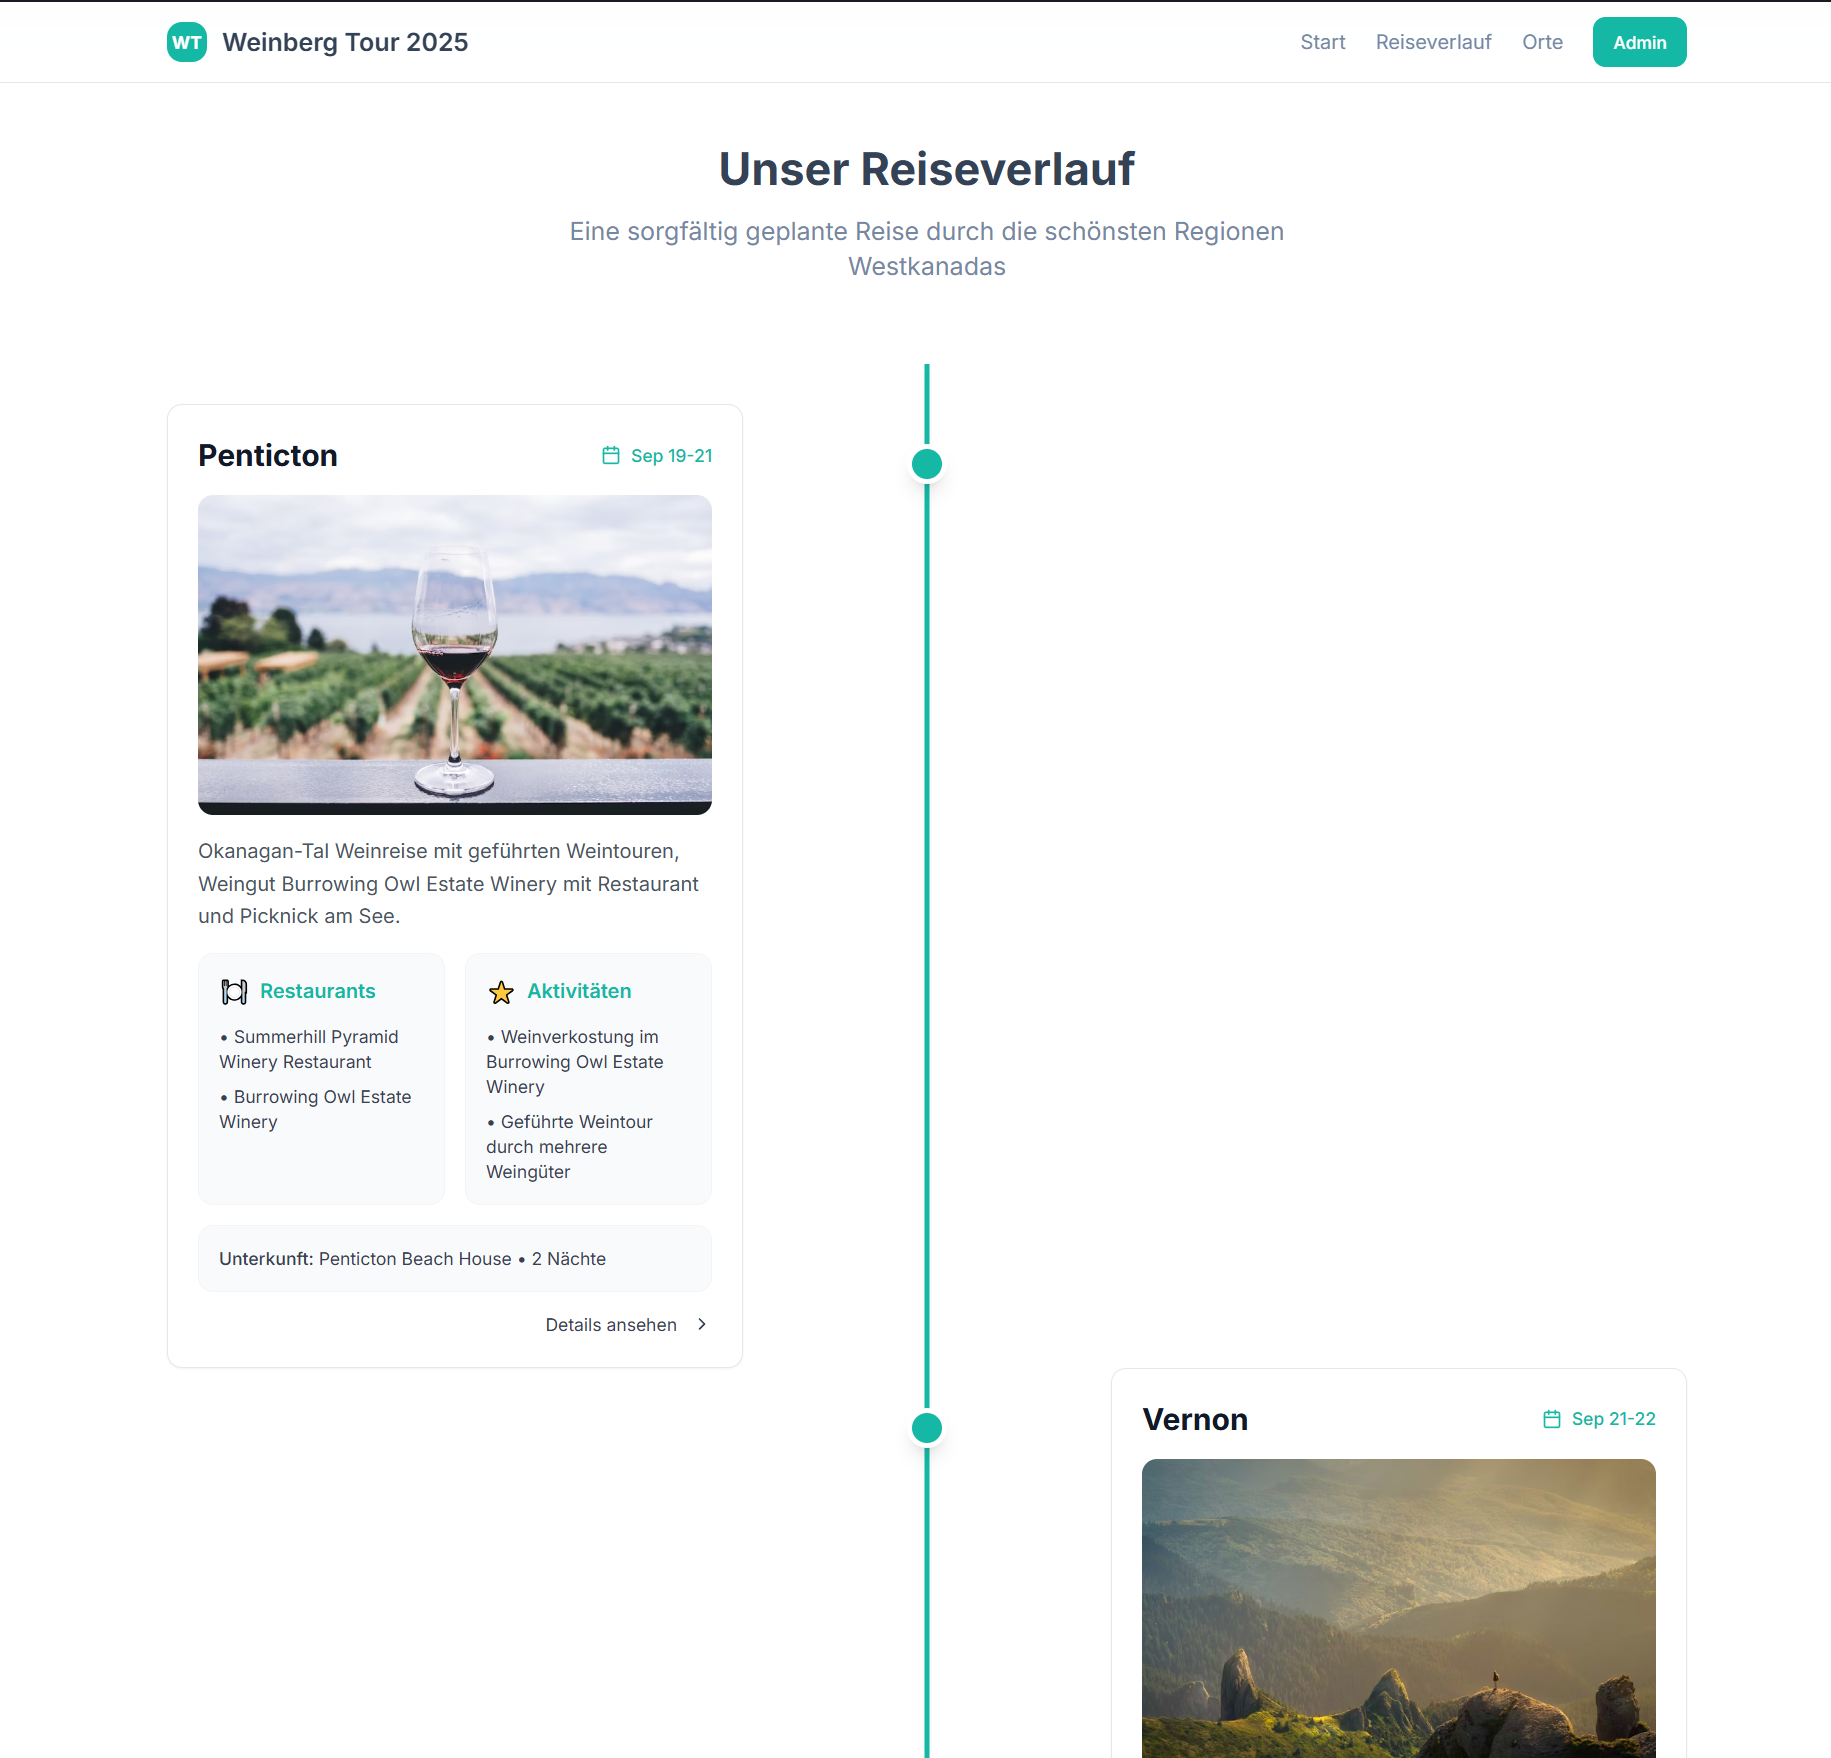 WT Weinberg Tour 2025
Start Reiseverlauf Orte Admin
Unser Reiseverlauf
Eine sorgfältig geplante Reise durch die schönsten Regionen
Westkanadas
Penticton
Sep 19-21
Okanagan-Tal Weinreise mit geführten Weintouren,
Weingut Burrowing Owl Estate Winery mit Restaurant
und Picknick am See.
Restaurants
• Summerhill Pyramid
Winery Restaurant
• Burrowing Owl Estate
Winery
Aktivitäten
• Weinverkostung im
Burrowing Owl Estate
Winery
• Geführte Weintour
durch mehrere
Weingüter
Unterkunft: Penticton Beach House • 2 Nächte
Details ansehen
Vernon
Sep 21-22